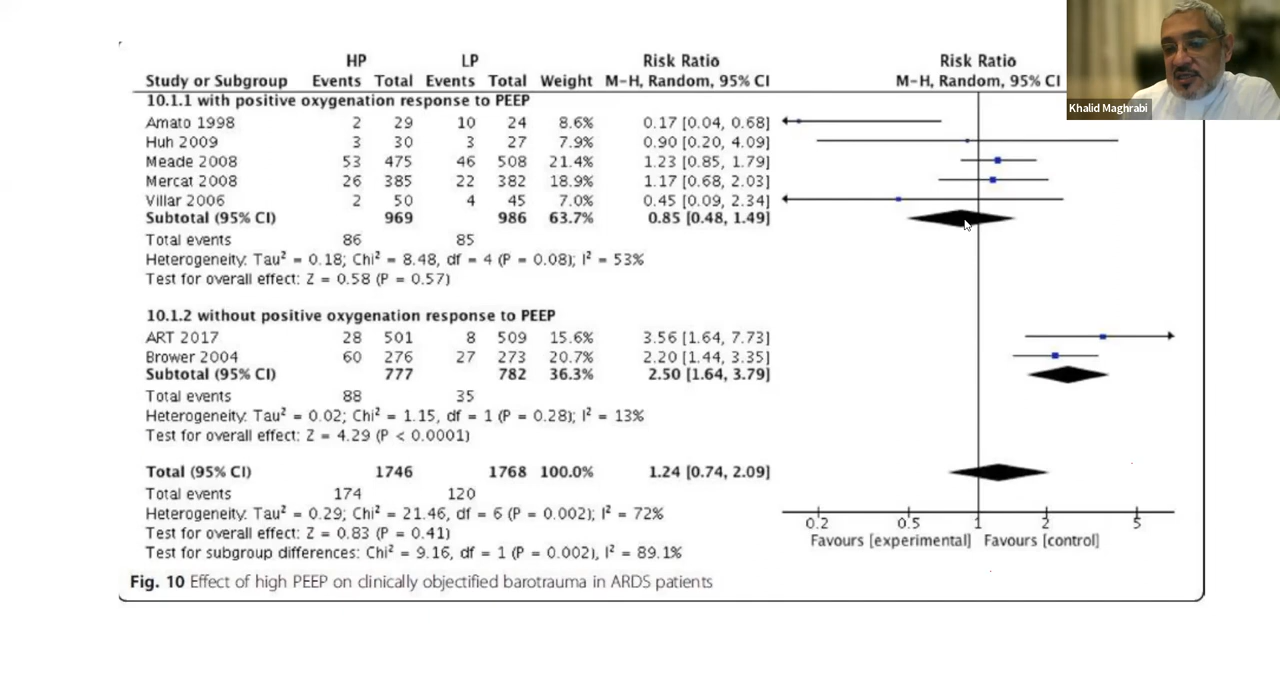 HP LP Risk Ratio Risk Ratio
Study or Subgroup Events Total Events Total Weight M-H, Random, 95% CI M-H, Random, 95% CI
Khalid Maghrabi
10.1.1 with positive oxygenation response to PEEP
Amato 1998 2 29 10 24 8.6% 0.17 [0.04, 0.68]
Huh 2009 3 30 3 27 7.9% 0.90 [0.20, 4.09]
Meade 2008 53 475 46 508 21.4% 1.23 [0.85, 1.79]
Mercat 2008 26 385 22 382 18.9% 1.17 [0.68, 2.03]
Villar 2006 2 50 4 45 7.0% 0.45 [0.09, 2.34]
Subtotal (95% CI) 969 986 63.7% 0.85 [0.48, 1.49]
Total events 86 85
Heterogeneity: Tau² = 0.18; Chi² = 8.48, df = 4 (P = 0.08); I² = 53%
Test for overall effect: Z = 0.58 (P = 0.57)
10.1.2 without positive oxygenation response to PEEP
ART 2017 28 501 8 509 15.6% 3.56 [1.64, 7.73]
Brower 2004 60 276 27 273 20.7% 2.20 [1.44, 3.35]
Subtotal (95% CI) 777 782 36.3% 2.50 [1.64, 3.79]
Total events 88 35
Heterogeneity: Tau² = 0.02; Chi² = 1.15, df = 1 (P = 0.28); I² = 13%
Test for overall effect: Z = 4.29 (P < 0.0001)
Total (95% CI) 1746 1768 100.0% 1.24 [0.74, 2.09]
Total events 174 120
Heterogeneity: Tau² = 0.29; Chi² = 21.46, df = 6 (P = 0.002); I² = 72%
Test for overall effect: Z = 0.83 (P = 0.41)
Test for subgroup differences: Chi² = 9.16, df = 1 (P = 0.002), I² = 89.1%
0.2 0.5 1 2 5
Favours [experimental] Favours [control]
Fig. 10 Effect of high PEEP on clinically objectified barotrauma in ARDS patients